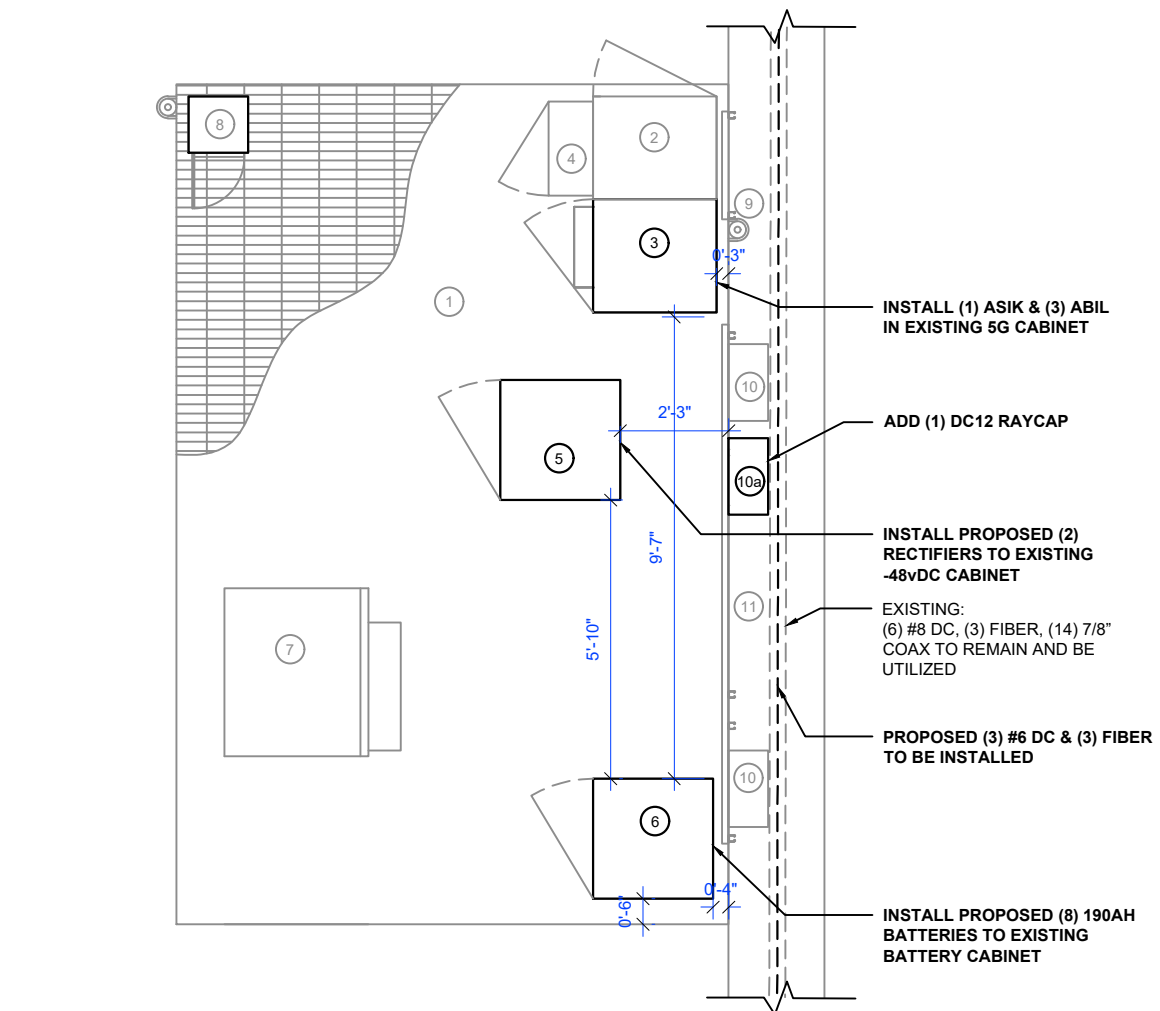 8
2
4
9
3
0'-3"
1
INSTALL (1) ASIK & (3) ABIL
IN EXISTING 5G CABINET
10
2'-3"
ADD (1) DC12 RAYCAP
5
10a
INSTALL PROPOSED (2)
RECTIFIERS TO EXISTING
-48vDC CABINET
9'-7"
11
EXISTING:
(6) #8 DC, (3) FIBER, (14) 7/8"
COAX TO REMAIN AND BE
UTILIZED
5'-10"
7
PROPOSED (3) #6 DC & (3) FIBER
TO BE INSTALLED
10
6
0'-4"
0'-6"
INSTALL PROPOSED (8) 190AH
BATTERIES TO EXISTING
BATTERY CABINET